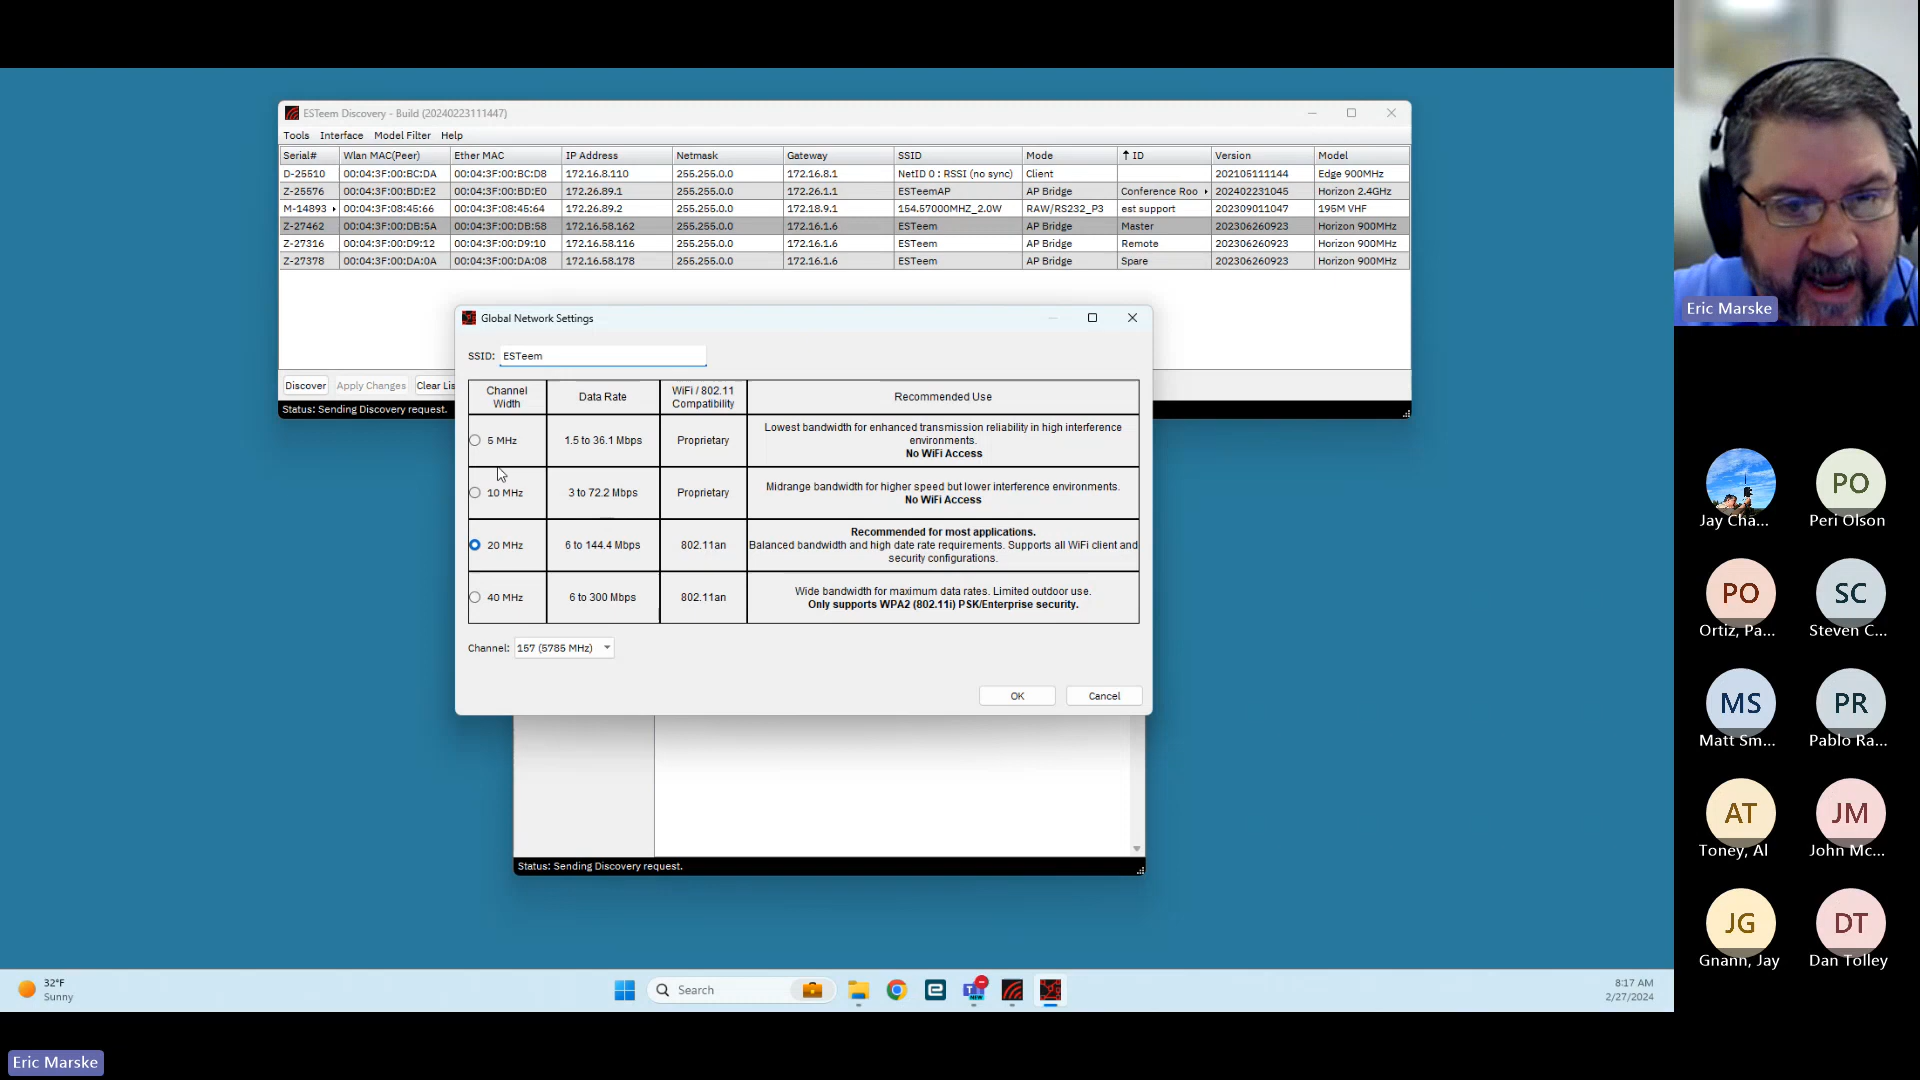 ESTeem Discovery - Build (20240223111447)
Tools Interface Model Filter Help
Serial# Wlan MAC(Peer) Ether MAC IP Address Netmask Gateway SSID Mode ID Version Model
D-25510 00:04:3F:00:BC:DA 00:04:3F:00:BC:D8 172.16.8.110 255.255.0.0 172.16.8.1 NetID 0 : RSSI (no sync) Client 202105111144 Edge 900MHz
Z-25576 00:04:3F:00:BD:E2 00:04:3F:00:BD:E0 172.26.89.1 255.255.0.0 172.26.1.1 ESTeemAP AP Bridge Conference Roo 202402231045 Horizon 2.4GHz
M-14893 00:04:3F:08:45:66 00:04:3F:08:45:64 172.26.89.2 255.255.0.0 172.18.9.1 154.57000MHZ_2.0W RAW/RS232_P3 est support 202309011047 195M VHF
Z-27462 00:04:3F:00:DB:5A 00:04:3F:00:DB:58 172.16.58.162 255.255.0.0 172.16.1.6 ESTeem AP Bridge Master 202306260923 Horizon 900MHz
Z-27316 00:04:3F:00:D9:12 00:04:3F:00:D9:10 172.16.58.116 255.255.0.0 172.16.1.6 ESTeem AP Bridge Remote 202306260923 Horizon 900MHz
Z-27378 00:04:3F:00:DA:0A 00:04:3F:00:DA:08 172.16.58.178 255.255.0.0 172.16.1.6 ESTeem AP Bridge Spare 202306260923 Horizon 900MHz
Discover Apply Changes Clear Lis
Status: Sending Discovery request.
Global Network Settings
SSID: ESTeem
Channel Width Data Rate WiFi / 802.11 Compatibility Recommended Use
5 MHz 1.5 to 36.1 Mbps Proprietary
Lowest bandwidth for enhanced transmission reliability in high interference
environments.
No WiFi Access
10 MHz 3 to 72.2 Mbps Proprietary
Midrange bandwidth for higher speed but lower interference environments.
No WiFi Access
20 MHz 6 to 144.4 Mbps 802.11an
Recommended for most applications.
Balanced bandwidth and high date rate requirements. Supports all WiFi client and
security configurations.
40 MHz 6 to 300 Mbps 802.11an
Wide bandwidth for maximum data rates. Limited outdoor use.
Only supports WPA2 (802.11i) PSK/Enterprise security.
Channel: 157 (5785 MHz)
OK Cancel
Status: Sending Discovery request.
32°F
Sunny
Search
NEW
8:17 AM
2/27/2024
Eric Marske
Eric Marske
Jay Cha...
PO
Peri Olson
PO
Ortiz, Pa...
SC
Steven C...
MS
Matt Sm...
PR
Pablo Ra...
AT
Toney, Al
JM
John Mc...
JG
Gnann, Jay
DT
Dan Tolley